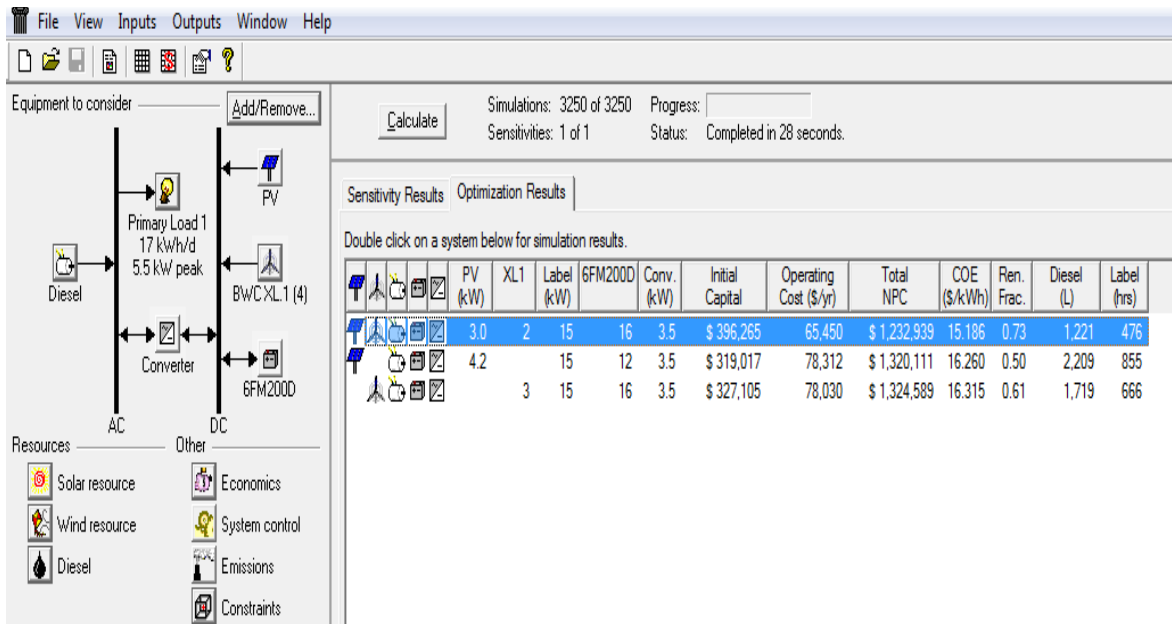 File View Inputs Outputs Window Help
Equipment to consider
Add/Remove...
Primary Load 1
17 kWh/d
5.5 kW peak
PV
Diesel
BWC XL.1 (4)
Converter
6FM200D
AC DC
Resources Other
Solar resource Economics
Wind resource System control
Diesel Emissions
Constraints
Calculate
Simulations: 3250 of 3250 Progress:
Sensitivities: 1 of 1 Status: Completed in 28 seconds.
Sensitivity Results Optimization Results
Double click on a system below for simulation results.
PV (kW) XL1 Label (kW) 6FM200D Conv. (kW) Initial Capital Operating Cost ($/yr) Total NPC COE ($/kWh) Ren. Frac. Diesel (L) Label (hrs)
3.0 2 15 16 3.5 $ 396,265 65,450 $ 1,232,939 15.186 0.73 1,221 476
4.2 15 12 3.5 $ 319,017 78,312 $ 1,320,111 16.260 0.50 2,209 855
3 15 16 3.5 $ 327,105 78,030 $ 1,324,589 16.315 0.61 1,719 666